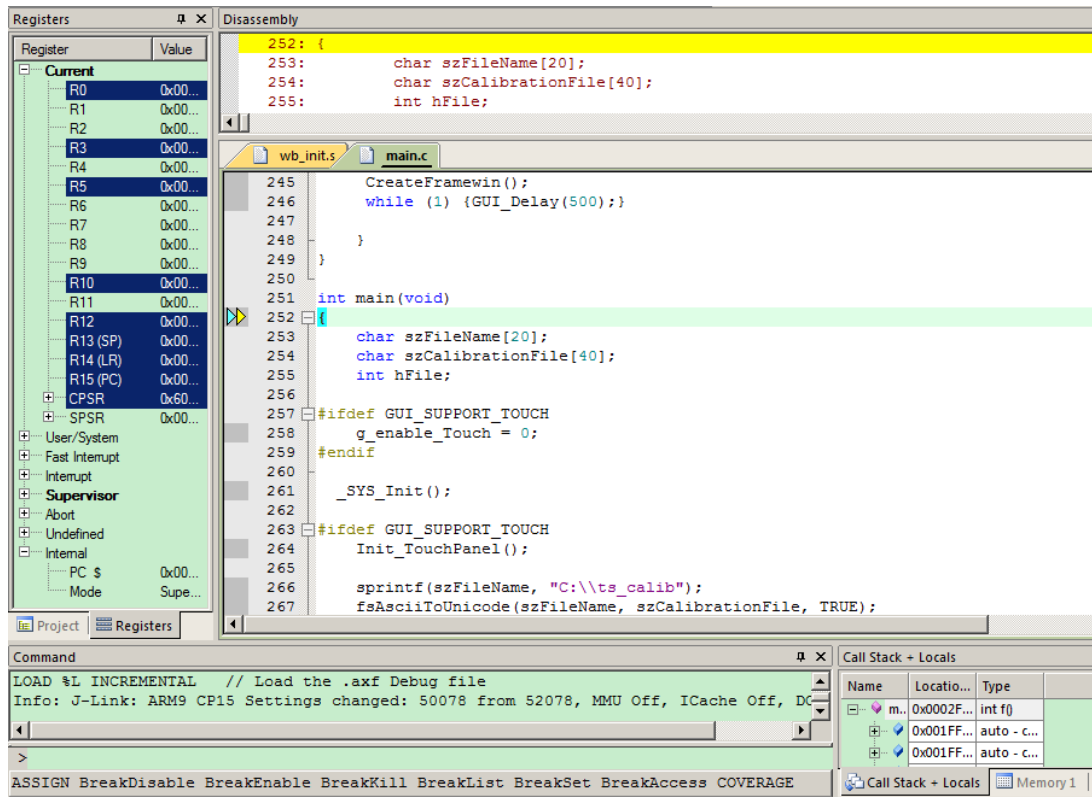 Registers
Register Value
Current
R0 0x00...
R1 0x00...
R2 0x00...
R3 0x00...
R4 0x00...
R5 0x00...
R6 0x00...
R7 0x00...
R8 0x00...
R9 0x00...
R10 0x00...
R11 0x00...
R12 0x00...
R13 (SP) 0x00...
R14 (LR) 0x00...
R15 (PC) 0x00...
CPSR 0x60...
SPSR 0x00...
User/System
Fast Interrupt
Interrupt
Supervisor
Abort
Undefined
Internal
PC $ 0x00...
Mode Supe...
Project Registers
Disassembly
252: {
253: char szFileName[20];
254: char szCalibrationFile[40];
255: int hFile;
wb_init.s main.c
245 CreateFramewin();
246 while (1) {GUI_Delay(500);}
247
248 }
249 }
250
251 int main(void)
252 {
253 char szFileName[20];
254 char szCalibrationFile[40];
255 int hFile;
256
257 #ifdef GUI_SUPPORT_TOUCH
258 g_enable_Touch = 0;
259 #endif
260
261 _SYS_Init();
262
263 #ifdef GUI_SUPPORT_TOUCH
264 Init_TouchPanel();
265
266 sprintf(szFileName, "C:\\ts_calib");
267 fsAsciiToUnicode(szFileName, szCalibrationFile, TRUE);
Command
LOAD %L INCREMENTAL // Load the .axf Debug file
Info: J-Link: ARM9 CP15 Settings changed: 50078 from 52078, MMU Off, ICache Off,
>
ASSIGN BreakDisable BreakEnable BreakKill BreakList BreakSet BreakAccess COVERAGE
Call Stack + Locals
Name Locatio... Type
m.. 0x0002F... int f()
0x001FF... auto - c...
0x001FF... auto - c...
Call Stack + Locals Memory 1